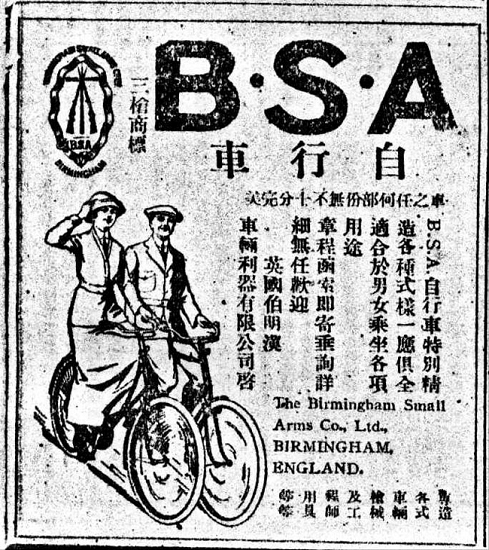 B.S.A
BIRMINGHAM
三槍商標
B·S·A
自行車
車之任何部份無不十分完美
B.S.A.自行車特別精
造各種式樣一應俱全
適合於男女乘坐各項
用途
章程函索即寄垂詢詳
細無任歡迎
英國伯明漢
車輛利器有限公司啓
The Birmingham Small
Arms Co., Ltd.,
BIRMINGHAM,
ENGLAND.
專造
各式
車輛
槍械
及工
程師
用具
等等